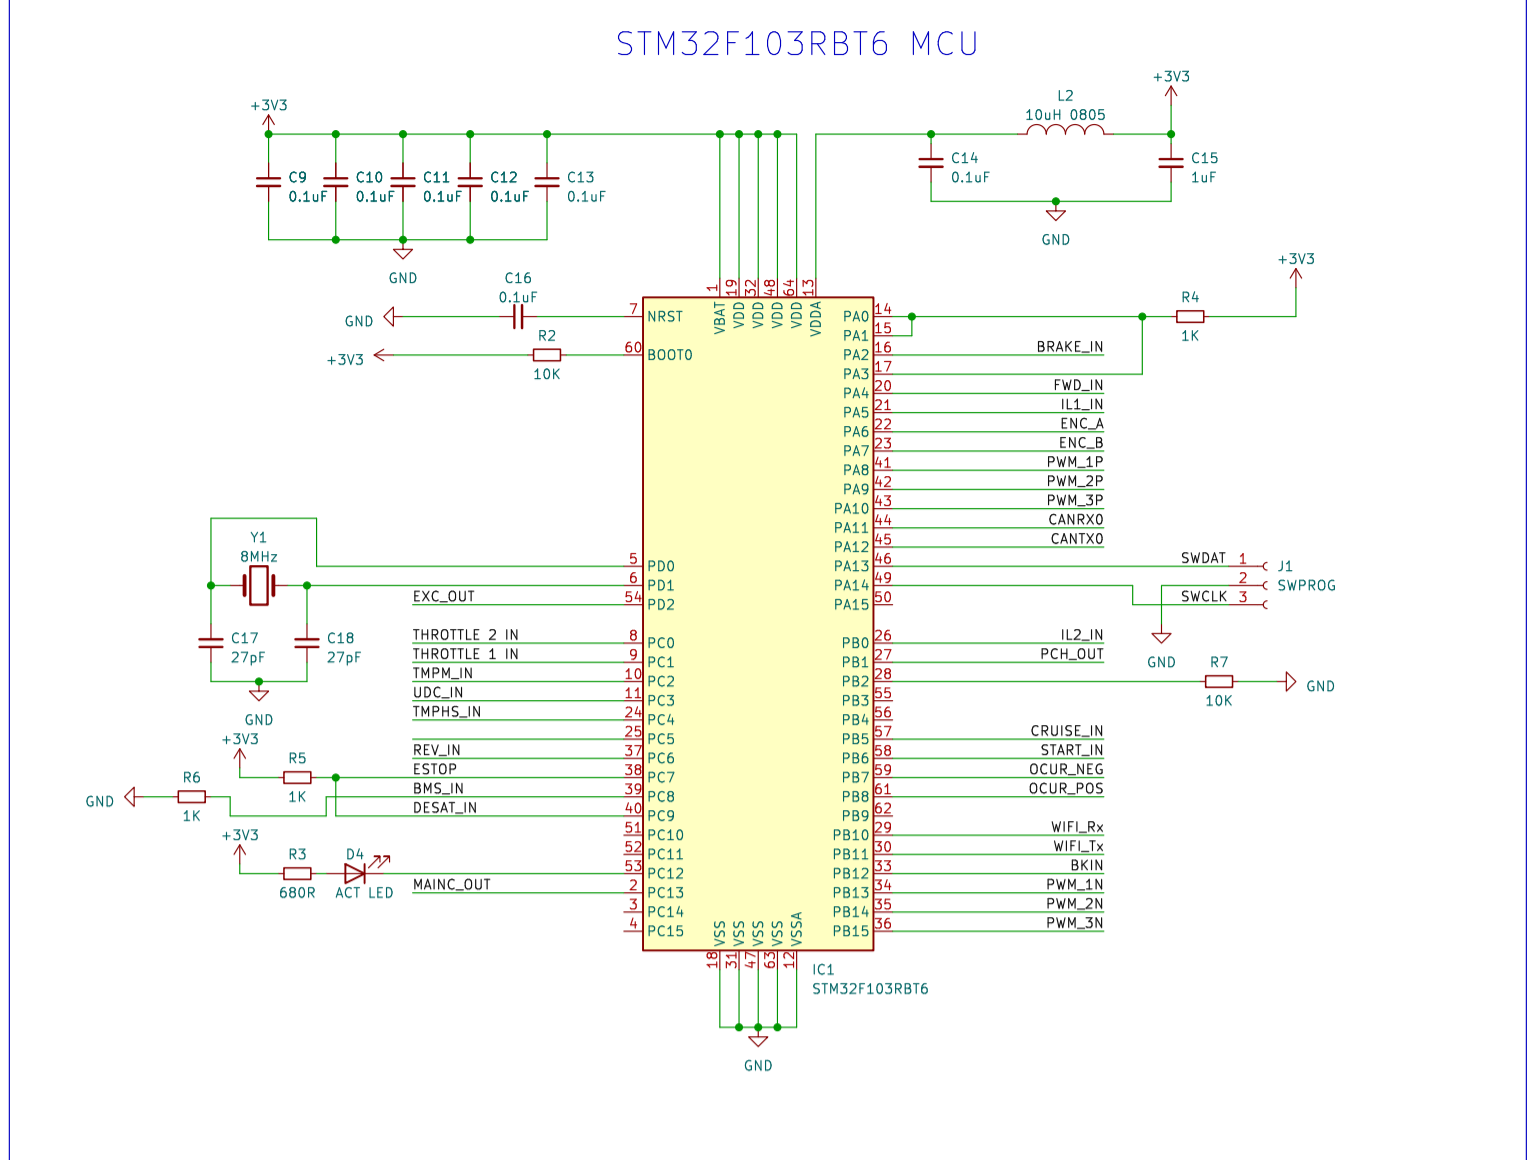 STM32F103RBT6 MCU
+3V3
+3V3
L2
10uH 0805
C9
0.1uF
C10
0.1uF
C11
0.1uF
C12
0.1uF
C13
0.1uF
C14
0.1uF
C15
1uF
GND
GND
C16
0.1uF
GND
R2
10K
+3V3
+3V3
R4
1K
1 VBAT
19 VDD
32 VDD
48 VDD
64 VDD
13 VDDA
7 NRST
60 BOOT0
5 PD0
6 PD1
EXC_OUT 54 PD2
THROTTLE 2 IN 8 PC0
THROTTLE 1 IN 9 PC1
TMPM_IN 10 PC2
UDC_IN 11 PC3
TMPHS_IN 24 PC4
25 PC5
REV_IN 37 PC6
ESTOP 38 PC7
BMS_IN 39 PC8
DESAT_IN 40 PC9
51 PC10
52 PC11
53 PC12
MAINC_OUT 2 PC13
3 PC14
4 PC15
PA0 14
PA1 15
PA2 16 BRAKE_IN
PA3 17
PA4 20 FWD_IN
PA5 21 IL1_IN
PA6 22 ENC_A
PA7 23 ENC_B
PA8 41 PWM_1P
PA9 42 PWM_2P
PA10 43 PWM_3P
PA11 44 CANRX0
PA12 45 CANTX0
PA13 46 SWDAT 1
PA14 49 2
PA15 50 SWCLK 3
J1
SWPROG
GND
PB0 26 IL2_IN
PB1 27 PCH_OUT
PB2 28
R7
10K
GND
PB3 55
PB4 56
PB5 57 CRUISE_IN
PB6 58 START_IN
PB7 59 OCUR_NEG
PB8 61 OCUR_POS
PB9 62
PB10 29 WIFI_Rx
PB11 30 WIFI_Tx
PB12 33 BKIN
PB13 34 PWM_1N
PB14 35 PWM_2N
PB15 36 PWM_3N
Y1
8MHz
C17
27pF
C18
27pF
GND
+3V3
R5
1K
R6
1K
GND
+3V3
R3
680R
D4
ACT LED
VSS 18
VSS 31
VSS 47
VSS 63
VSSA 12
IC1
STM32F103RBT6
GND